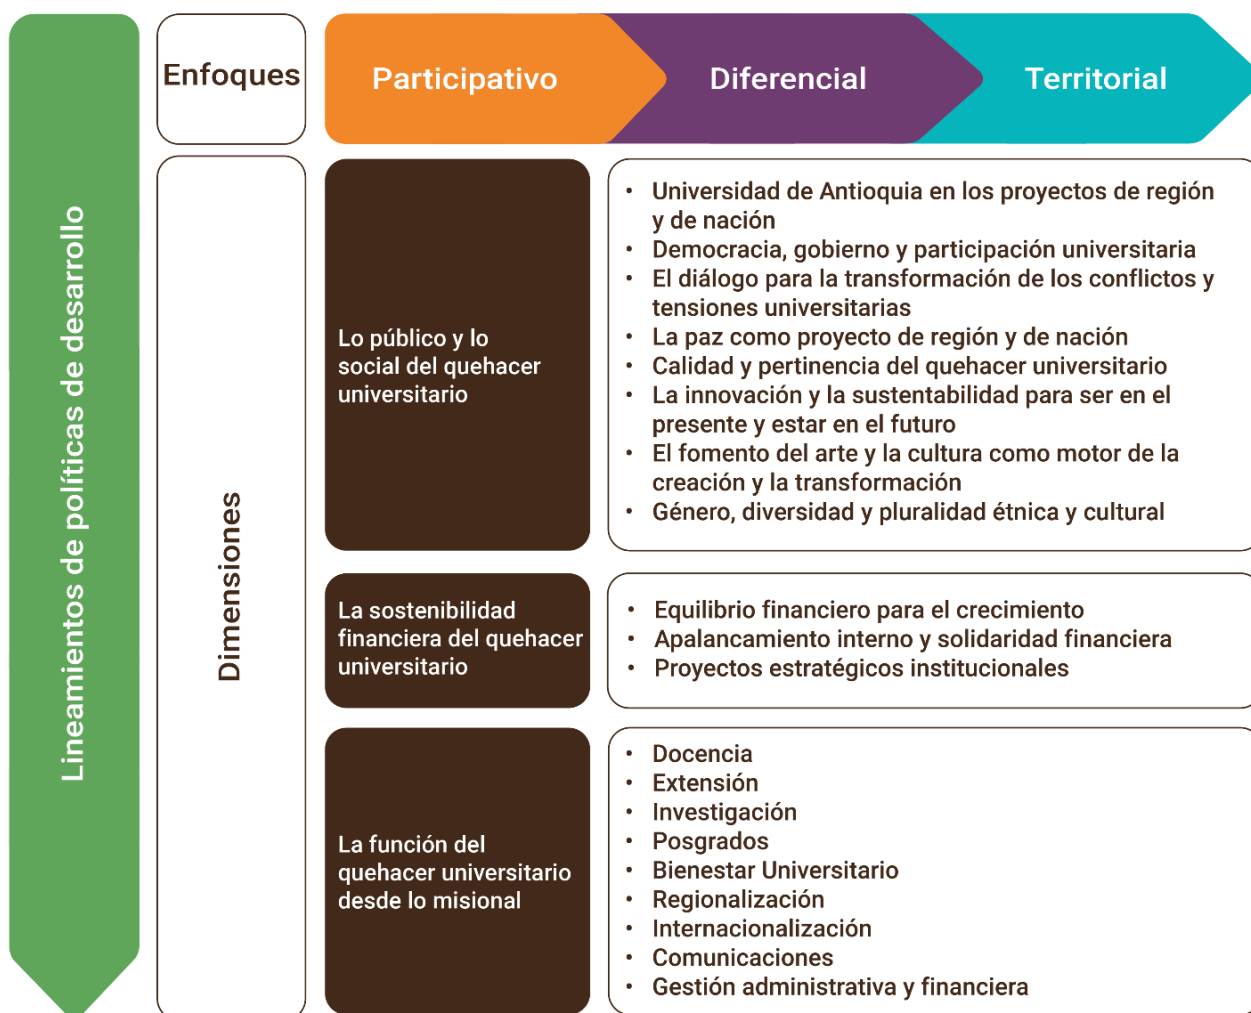 Lineamientos de políticas de desarrollo
Enfoques
Participativo
Diferencial
Territorial
Dimensiones
Lo público y lo
social del quehacer
universitario
• Universidad de Antioquia en los proyectos de región
y de nación
• Democracia, gobierno y participación universitaria
• El diálogo para la transformación de los conflictos y
tensiones universitarias
• La paz como proyecto de región y de nación
• Calidad y pertinencia del quehacer universitario
• La innovación y la sustentabilidad para ser en el
presente y estar en el futuro
• El fomento del arte y la cultura como motor de la
creación y la transformación
• Género, diversidad y pluralidad étnica y cultural
La sostenibilidad
financiera del quehacer
universitario
• Equilibrio financiero para el crecimiento
• Apalancamiento interno y solidaridad financiera
• Proyectos estratégicos institucionales
La función del
quehacer universitario
desde lo misional
• Docencia
• Extensión
• Investigación
• Posgrados
• Bienestar Universitario
• Regionalización
• Internacionalización
• Comunicaciones
• Gestión administrativa y financiera